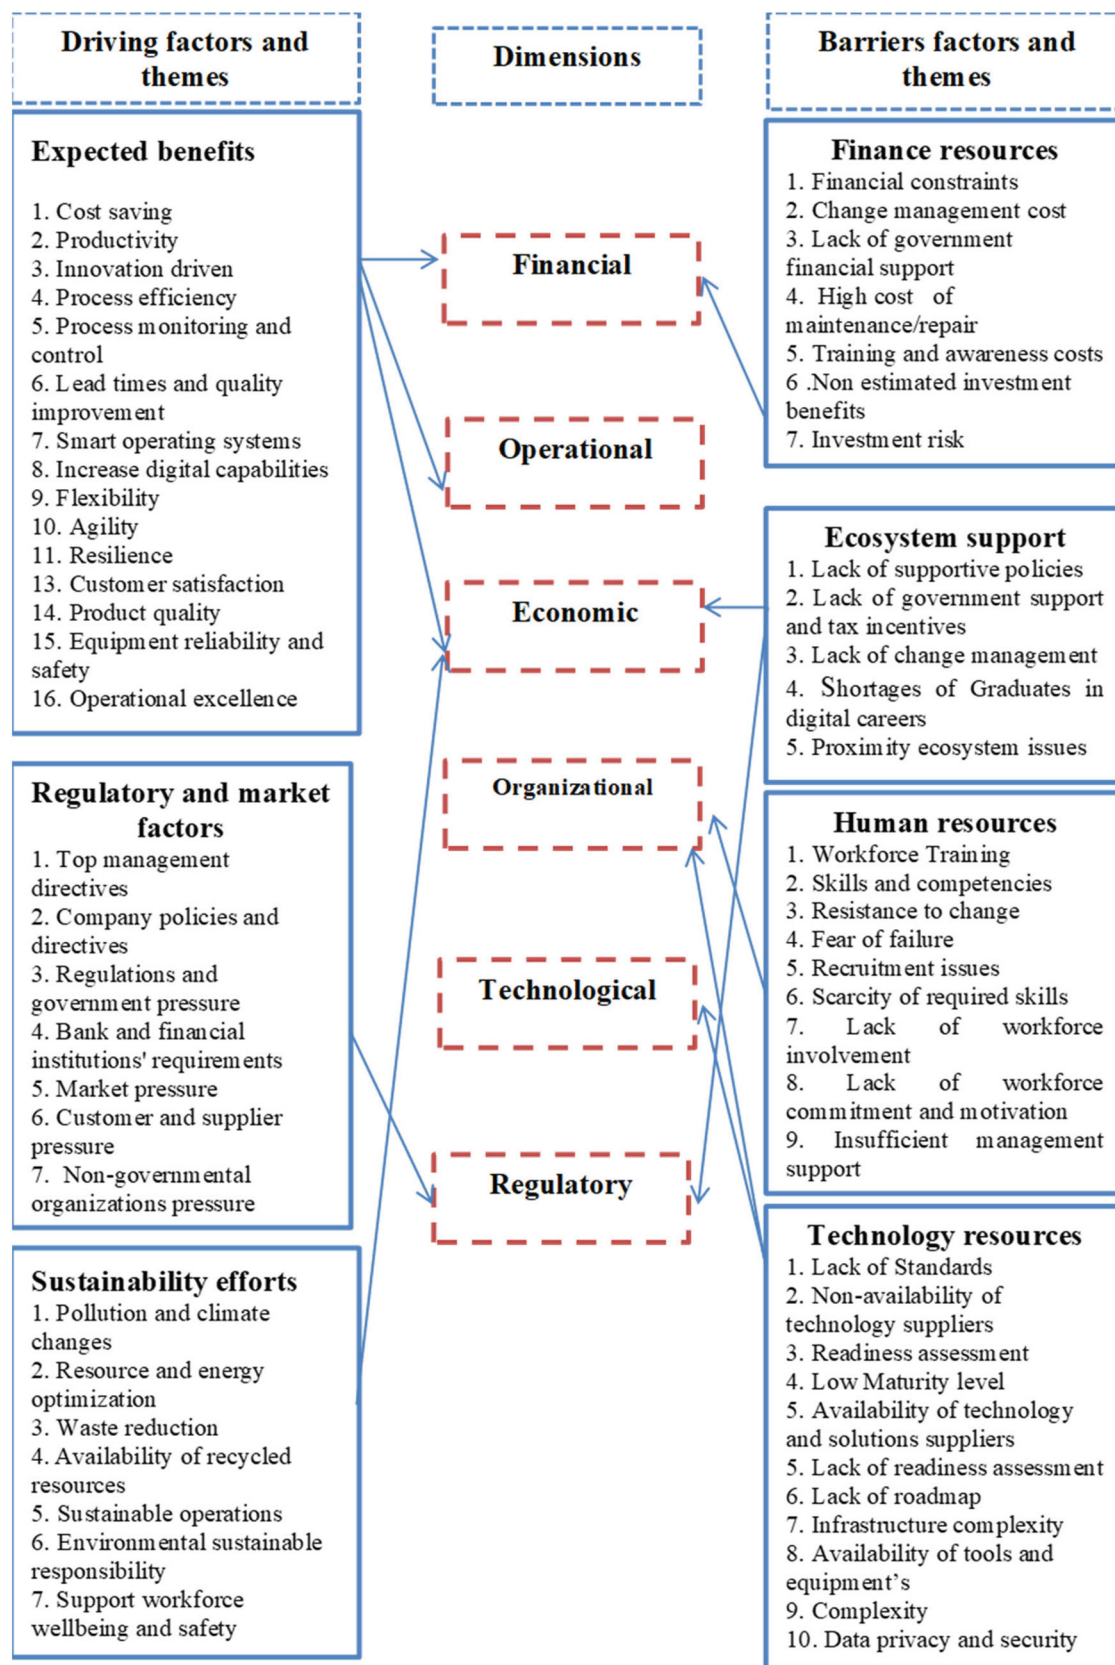 Driving factors and
themes
Expected benefits
1. Cost saving
2. Productivity
3. Innovation driven
4. Process efficiency
5. Process monitoring and
control
6. Lead times and quality
improvement
7. Smart operating systems
8. Increase digital capabilities
9. Flexibility
10. Agility
11. Resilience
13. Customer satisfaction
14. Product quality
15. Equipment reliability and
safety
16. Operational excellence
Regulatory and market
factors
1. Top management
directives
2. Company policies and
directives
3. Regulations and
government pressure
4. Bank and financial
institutions' requirements
5. Market pressure
6. Customer and supplier
pressure
7. Non-governmental
organizations pressure
Sustainability efforts
1. Pollution and climate
changes
2. Resource and energy
optimization
3. Waste reduction
4. Availability of recycled
resources
5. Sustainable operations
6. Environmental sustainable
responsibility
7. Support workforce
wellbeing and safety
Dimensions
Financial
Operational
Economic
Organizational
Technological
Regulatory
Barriers factors and
themes
Finance resources
1. Financial constraints
2. Change management cost
3. Lack of government
financial support
4. High cost of
maintenance/repair
5. Training and awareness costs
6 .Non estimated investment
benefits
7. Investment risk
Ecosystem support
1. Lack of supportive policies
2. Lack of government support
and tax incentives
3. Lack of change management
4. Shortages of Graduates in
digital careers
5. Proximity ecosystem issues
Human resources
1. Workforce Training
2. Skills and competencies
3. Resistance to change
4. Fear of failure
5. Recruitment issues
6. Scarcity of required skills
7. Lack of workforce
involvement
8. Lack of workforce
commitment and motivation
9. Insufficient management
support
Technology resources
1. Lack of Standards
2. Non-availability of
technology suppliers
3. Readiness assessment
4. Low Maturity level
5. Availability of technology
and solutions suppliers
5. Lack of readiness assessment
6. Lack of roadmap
7. Infrastructure complexity
8. Availability of tools and
equipment’s
9. Complexity
10. Data privacy and security